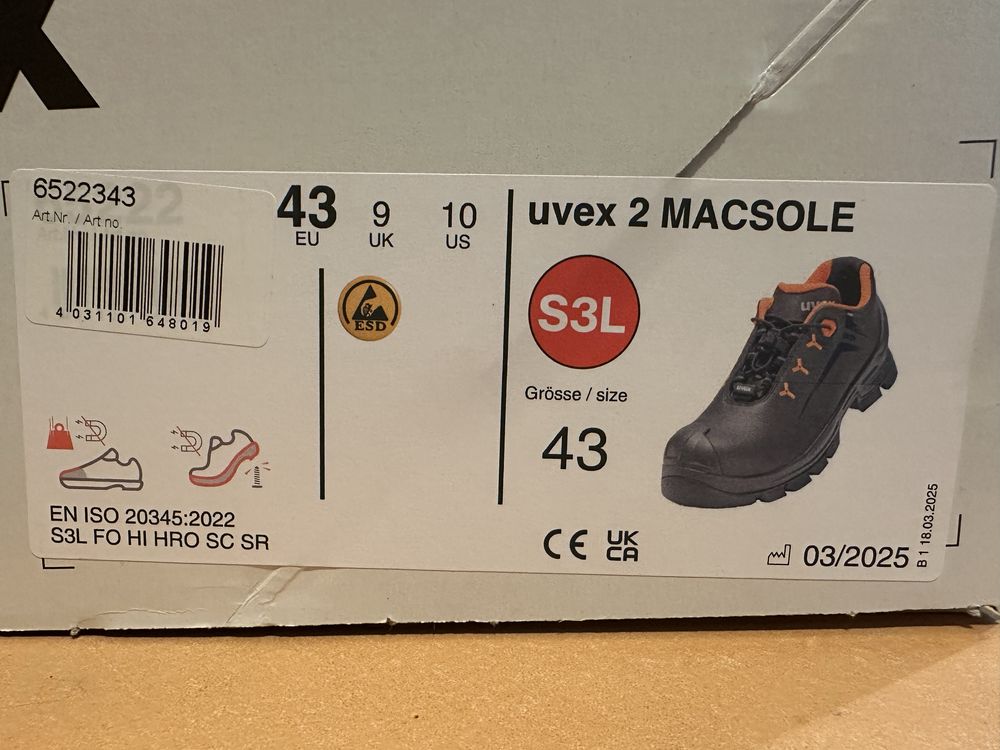 6522343
Art.Nr. / Art no.
4 031101 648019
43 9 10
EU UK US
ESD
EN ISO 20345:2022
S3L FO HI HRO SC SR
uvex 2 MACSOLE
S3L
uvex
Grösse / size
43
CE UK
CA
03/2025
B 1 18.03.2025